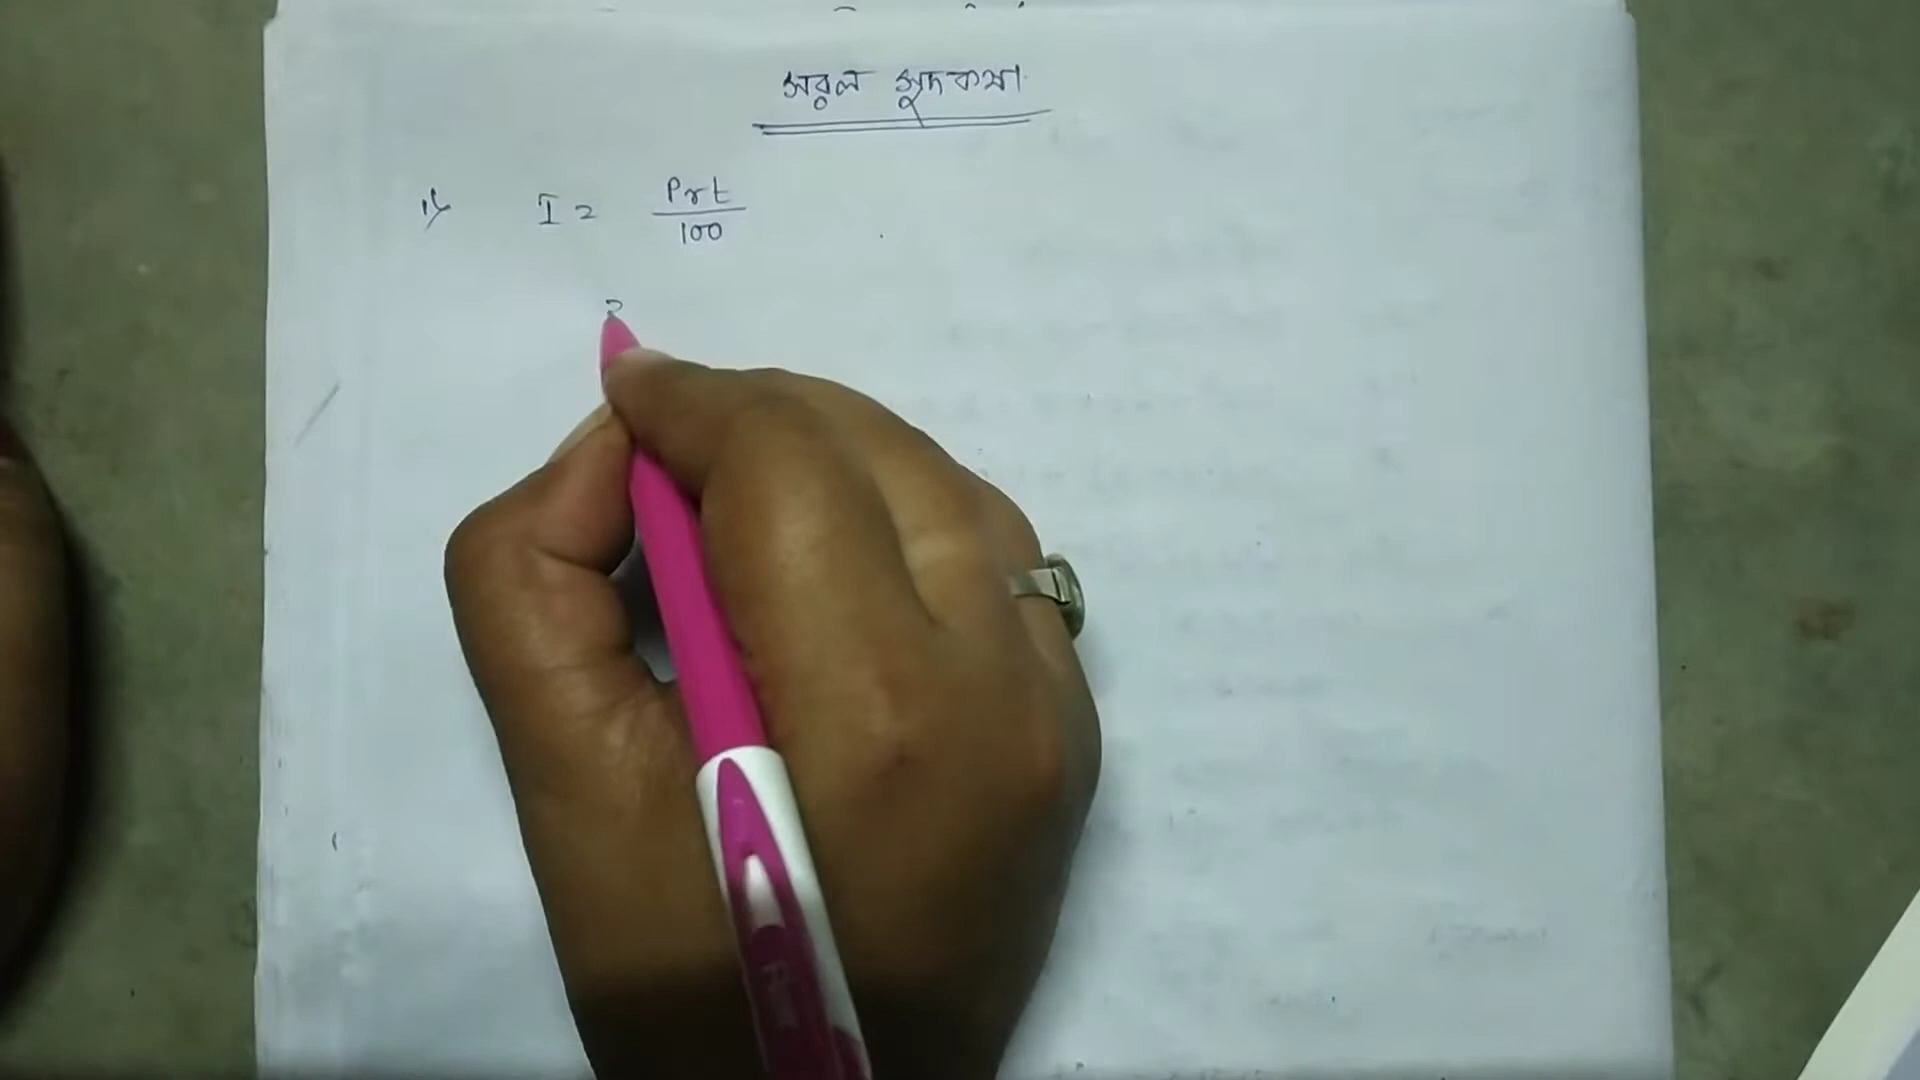 সরল সুদকষা
1) I = Prt/100